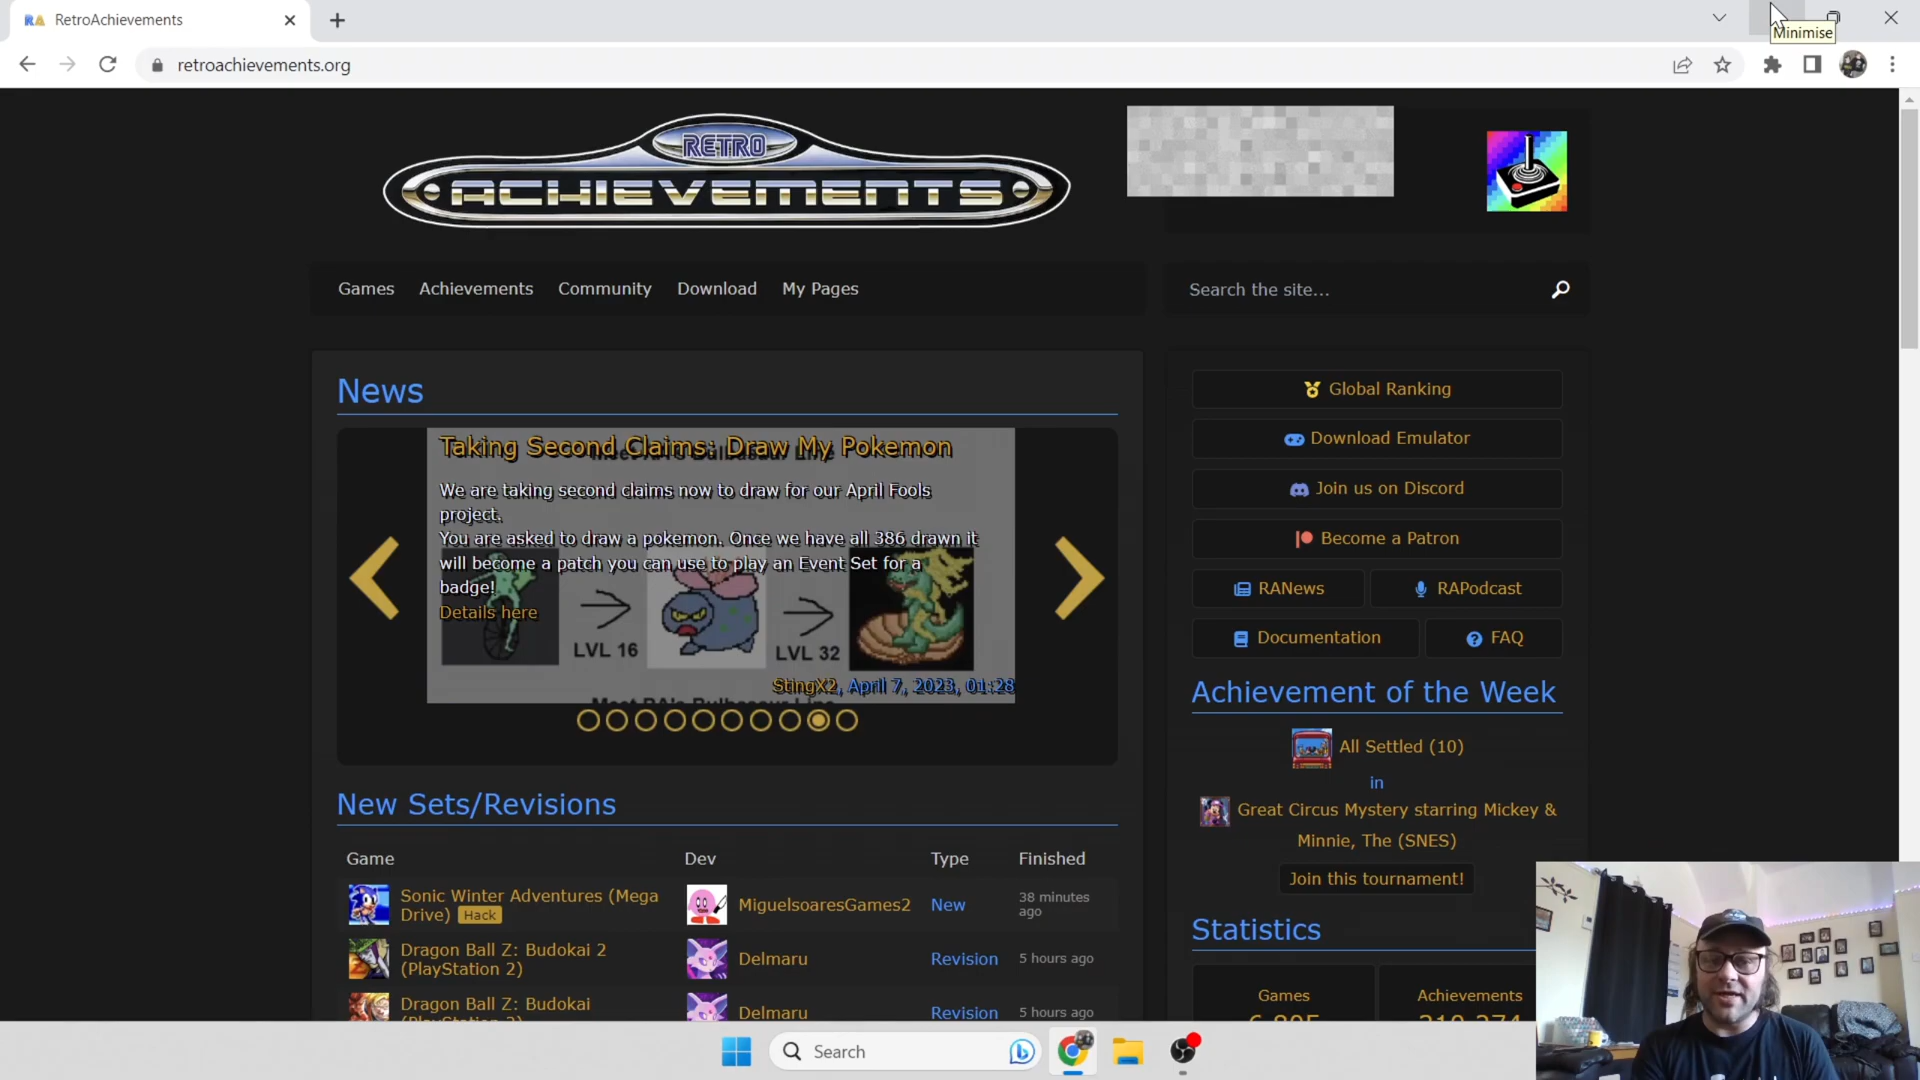 RetroAchievements
Minimise
retroachievements.org
RETRO
ACHIEVEMENTS
Games Achievements Community Download My Pages
Search the site...
News
Taking Second Claims: Draw My Pokemon
We are taking second claims now to draw for our April Fools
project.
You are asked to draw a pokemon. Once we have all 386 drawn it
will become a patch you can use to play an Event Set for a
badge!
Details here
LVL 16
LVL 32
StingX2, April 7, 2023, 01:28
New Sets/Revisions
Game Dev Type Finished
Sonic Winter Adventures (Mega
Drive) Hack
MiguelsoaresGames2
New
38 minutes
ago
Dragon Ball Z: Budokai 2
(PlayStation 2)
Delmaru
Revision
5 hours ago
Dragon Ball Z: Budokai
(PlayStation 2)
Delmaru
Revision
5 hours ago
Global Ranking
Download Emulator
Join us on Discord
Become a Patron
RANews
RAPodcast
Documentation
FAQ
Achievement of the Week
All Settled (10)
in
Great Circus Mystery starring Mickey &
Minnie, The (SNES)
Join this tournament!
Statistics
Games
Achievements
Search